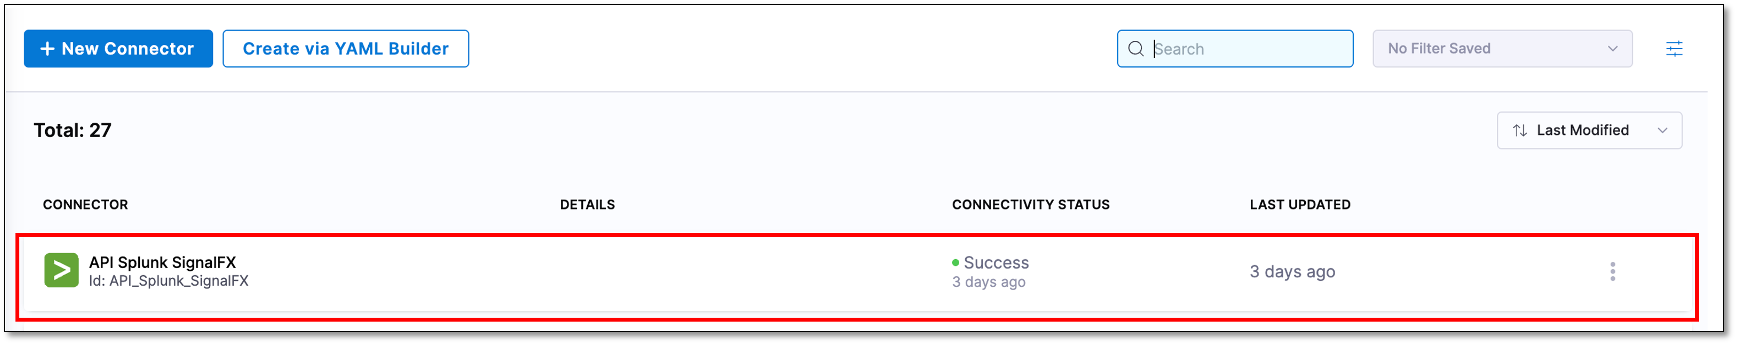 + New Connector
Create via YAML Builder
Search
No Filter Saved
Total: 27
Last Modified
CONNECTOR
DETAILS
CONNECTIVITY STATUS
LAST UPDATED
API Splunk SignalFX
Id: API_Splunk_SignalFX
Success
3 days ago
3 days ago